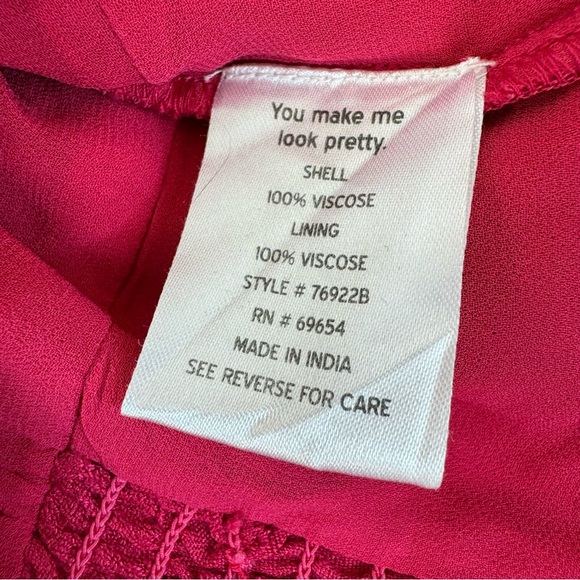 You make me
look pretty.
SHELL
100% VISCOSE
LINING
100% VISCOSE
STYLE # 76922B
RN # 69654
MADE IN INDIA
SEE REVERSE FOR CARE